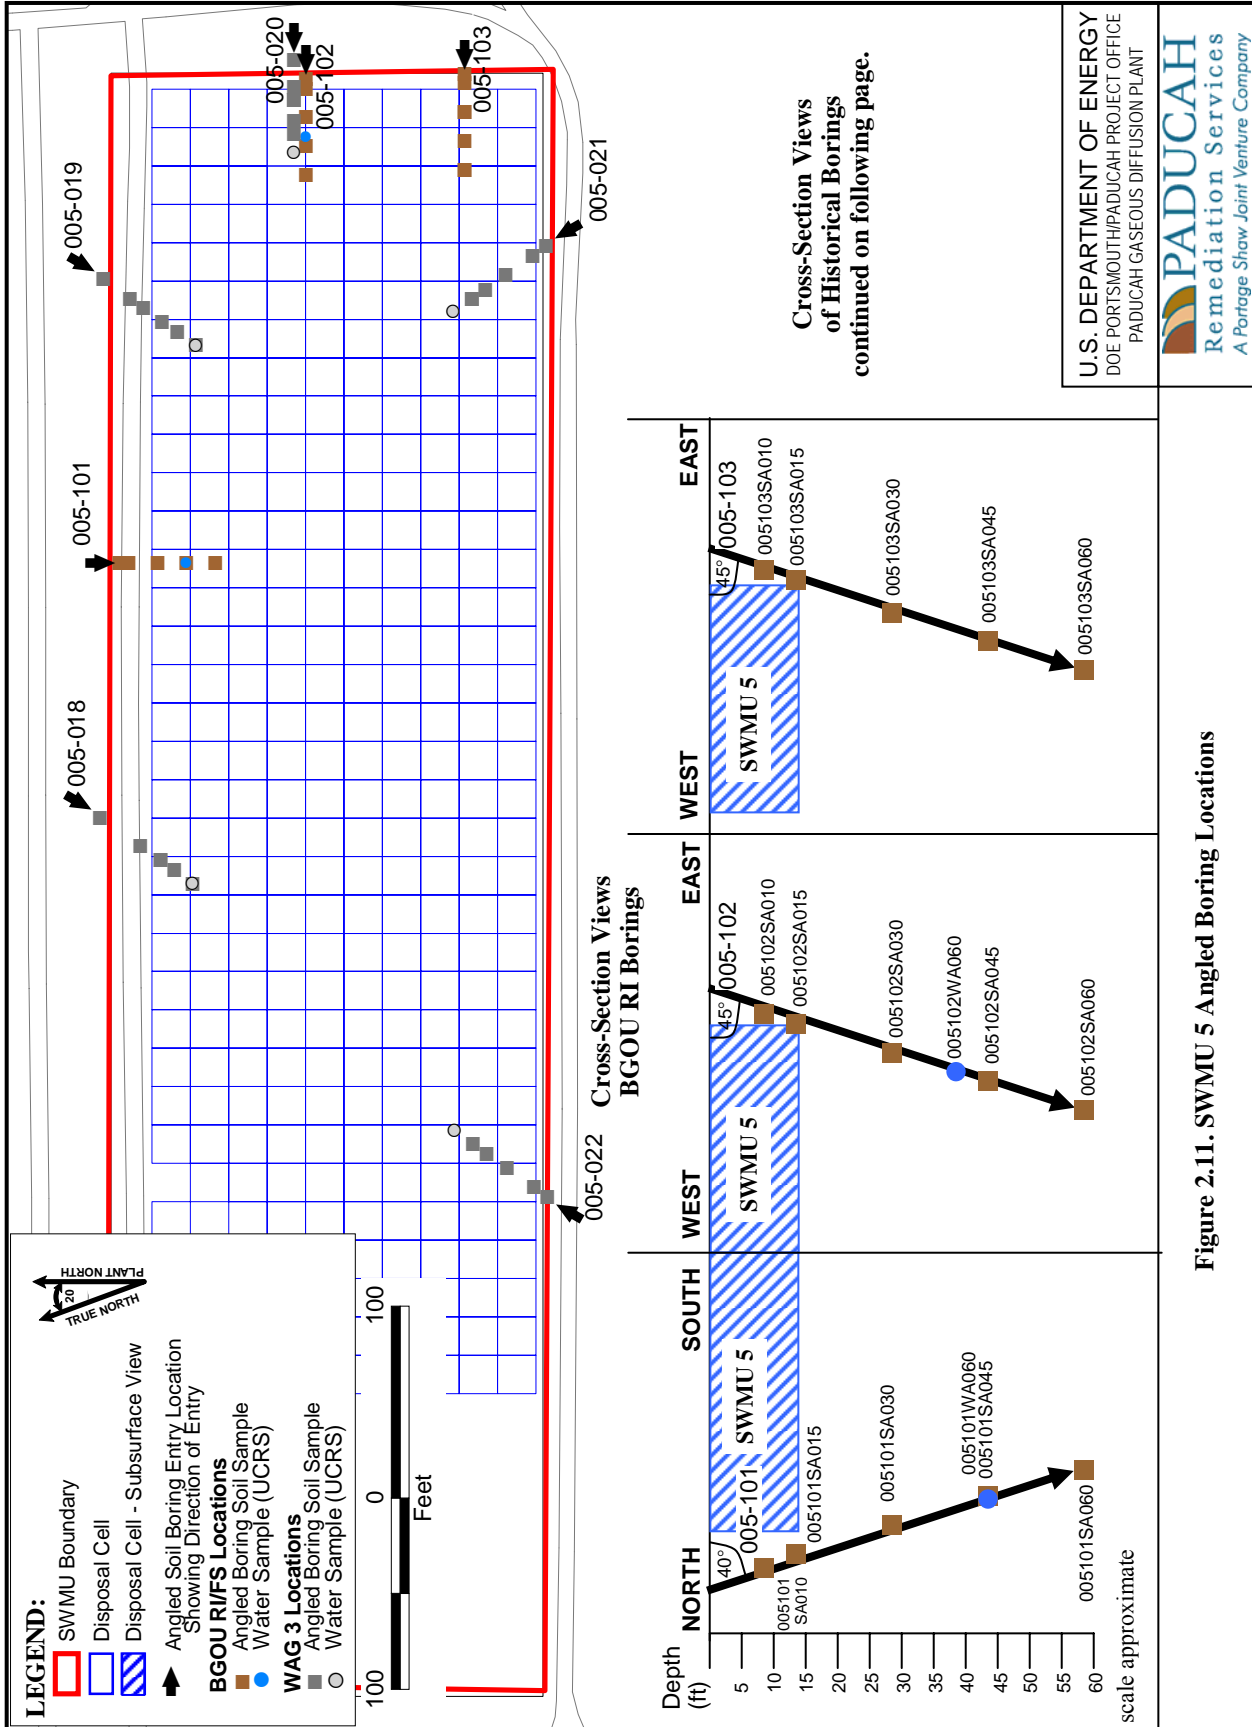 LEGEND:
SWMU Boundary
Disposal Cell
Disposal Cell - Subsurface View
Angled Soil Boring Entry Location
Showing Direction of Entry
BGOU RI/FS Locations
Angled Boring Soil Sample
Water Sample (UCRS)
WAG 3 Locations
Angled Boring Soil Sample
Water Sample (UCRS)
TRUE NORTH
20
PLANT NORTH
100
0
100
Feet
005-018
005-101
005-019
005-020
005-102
005-103
005-021
005-022
Cross-Section Views
BGOU RI Borings
Depth
(ft)
5
10
15
20
25
30
35
40
45
50
55
60
scale approximate
NORTH
SOUTH
40°
005-101
SWMU 5
005101
SA010
005101SA015
005101SA030
005101WA060
005101SA045
005101SA060
WEST
EAST
SWMU 5
45°
005-102
005102SA010
005102SA015
005102SA030
005102WA060
005102SA045
005102SA060
WEST
EAST
SWMU 5
45°
005-103
005103SA010
005103SA015
005103SA030
005103SA045
005103SA060
Cross-Section Views
of Historical Borings
continued on following page.
U.S. DEPARTMENT OF ENERGY
DOE PORTSMOUTH/PADUCAH PROJECT OFFICE
PADUCAH GASEOUS DIFFUSION PLANT
PADUCAH
Remediation Services
A Portage Shaw Joint Venture Company
Figure 2.11. SWMU 5 Angled Boring Locations